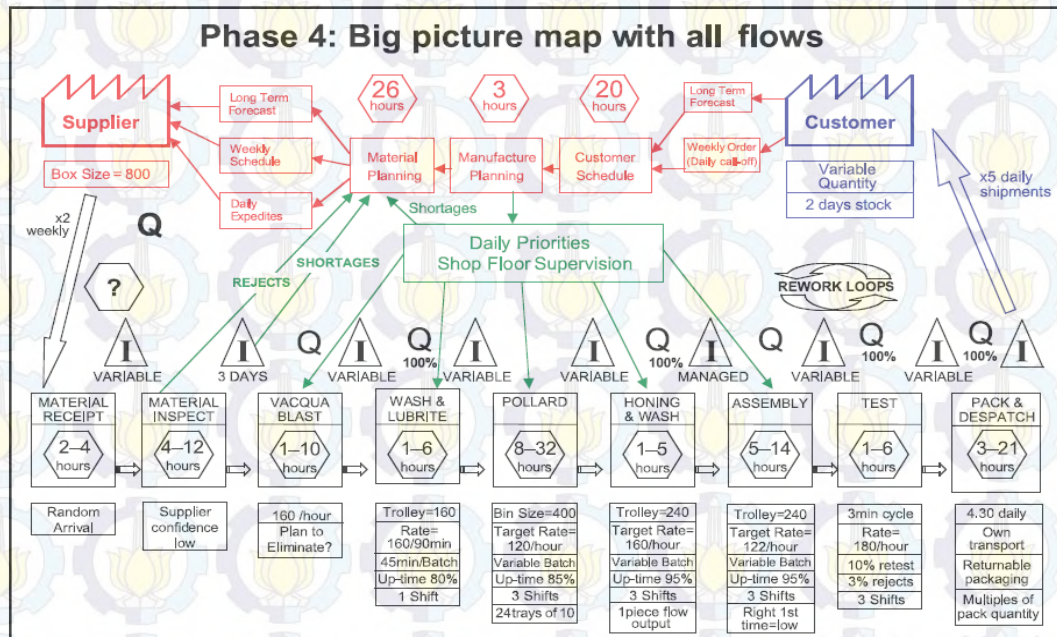 Phase 4: Big picture map with all flows
Supplier
Box Size = 800
Long Term
Forecast
Weekly
Schedule
Daily
Expedites
26
hours
3
hours
20
hours
Material
Planning
Manufacture
Planning
Customer
Schedule
Long Term
Forecast
Weekly Order
(Daily call-off)
Customer
Variable
Quantity
2 days stock
x5 daily
shipments
x2
weekly
Q
?
Shortages
REJECTS
SHORTAGES
Daily Priorities
Shop Floor Supervision
REWORK LOOPS
I
VARIABLE
I
3 DAYS
Q
I
VARIABLE
Q
100%
I
VARIABLE
I
VARIABLE
Q
100%
I
MANAGED
Q
I
VARIABLE
Q
100%
I
VARIABLE
Q
100%
I
MATERIAL
RECEIPT
2–4
hours
MATERIAL
INSPECT
4–12
hours
VACQUA
BLAST
1–10
hours
WASH &
LUBRITE
1–6
hours
POLLARD
8–32
hours
HONING
& WASH
1–5
hours
ASSEMBLY
5–14
hours
TEST
1–6
hours
PACK &
DESPATCH
3–21
hours
Random
Arrival
Supplier
confidence
low
160 /hour
Plan to
Eliminate?
Trolley=160
Rate=
160/90min
45min/Batch
Up-time 80%
1 Shift
Bin Size=400
Target Rate=
120/hour
Variable Batch
Up-time 85%
3 Shifts
24trays of 10
Trolley=240
Target Rate=
160/hour
Variable Batch
Up-time 95%
3 Shifts
1piece flow
output
Trolley=240
Target Rate=
122/hour
Variable Batch
Up-time 95%
3 Shifts
Right 1st
time=low
3min cycle
Rate=
180/hour
10% retest
3% rejects
3 Shifts
4.30 daily
Own
transport
Returnable
packaging
Multiples of
pack quantity